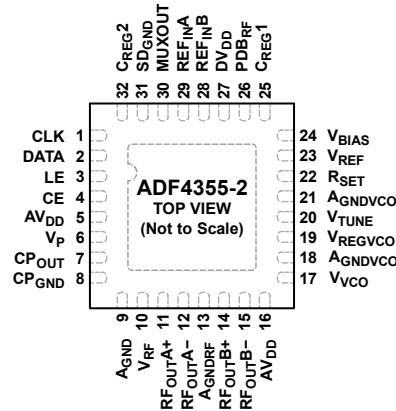 CREG2
SDGND
MUXOUT
REFINA
REFINB
DVDD
PDBRF
CREG1
32 31 30 29 28 27 26 25
CLK 1
DATA 2
LE 3
CE 4
AVDD 5
VP 6
CPOUT 7
CPGND 8
ADF4355-2
TOP VIEW
(Not to Scale)
24 VBIAS
23 VREF
22 RSET
21 AGNDVCO
20 VTUNE
19 VREGVCO
18 AGNDVCO
17 VVCO
9 10 11 12 13 14 15 16
AGND
VRF
RFOUTA+
RFOUTA−
AGNDRF
RFOUTB+
RFOUTB−
AVDD